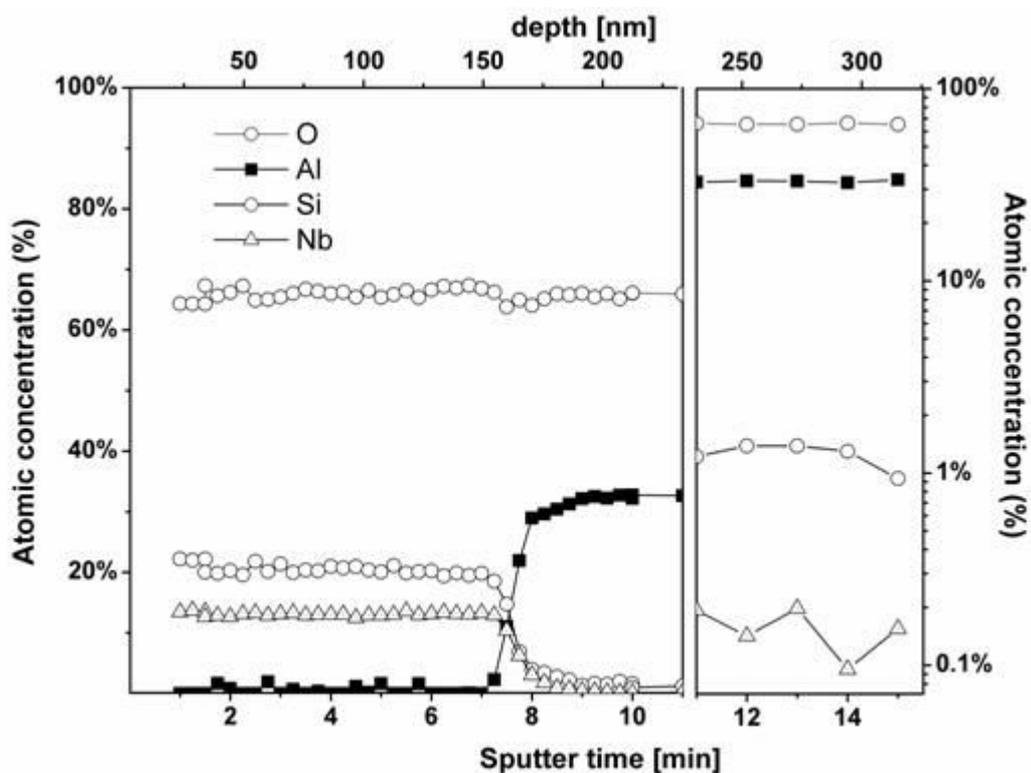 depth [nm]
50 100 150 200 250 300
100% 100%
O
Al
Si
Nb
80%
60%
40%
20%
10%
1%
0.1%
Atomic concentration (%)
Atomic concentration (%)
2 4 6 8 10 12 14
Sputter time [min]